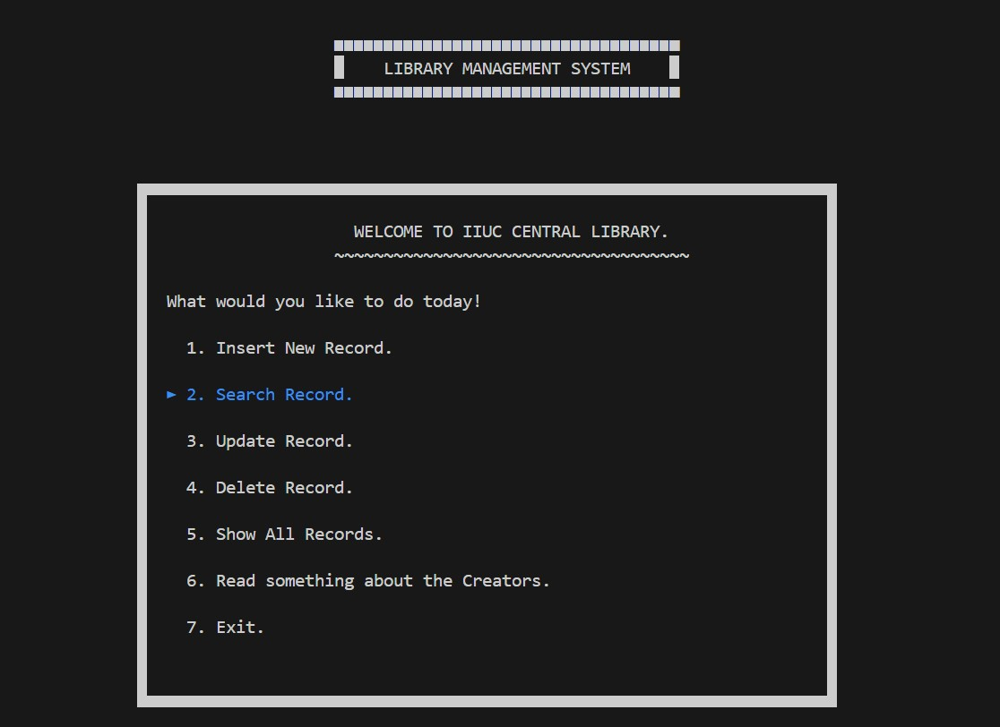 LIBRARY MANAGEMENT SYSTEM
WELCOME TO IIUC CENTRAL LIBRARY.
~~~~~~~~~~~~~~~~~~~~~~~~~~~~~~~~~~~~
What would you like to do today!
1. Insert New Record.
► 2. Search Record.
3. Update Record.
4. Delete Record.
5. Show All Records.
6. Read something about the Creators.
7. Exit.